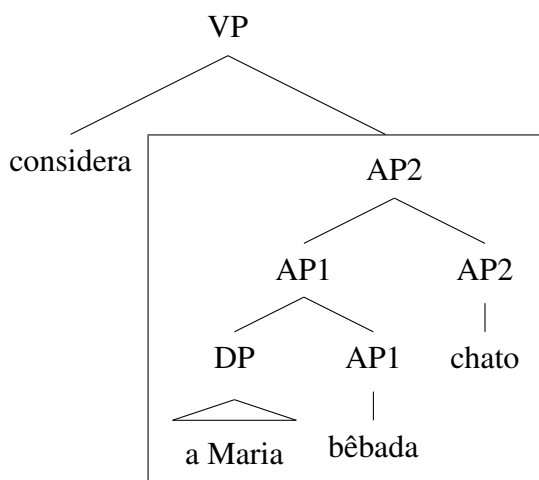 VP
considera
AP2
AP1 AP2
DP AP1 chato
a Maria bêbada